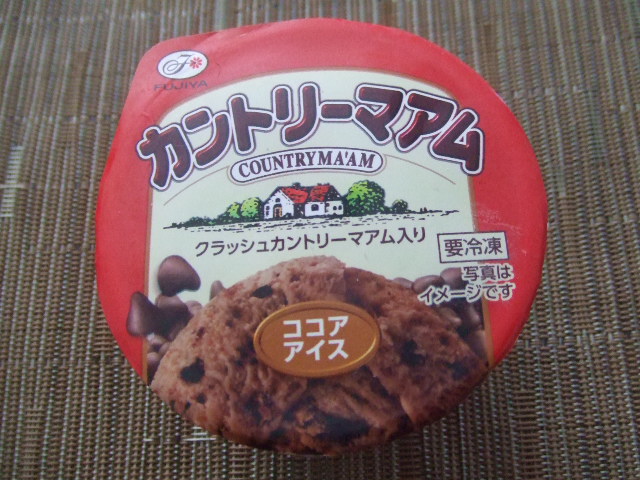 FUJIYA
カントリーマアム
COUNTRYMA'AM
クラッシュカントリーマアム入り
要冷凍
写真は
イメージです
ココア
アイス